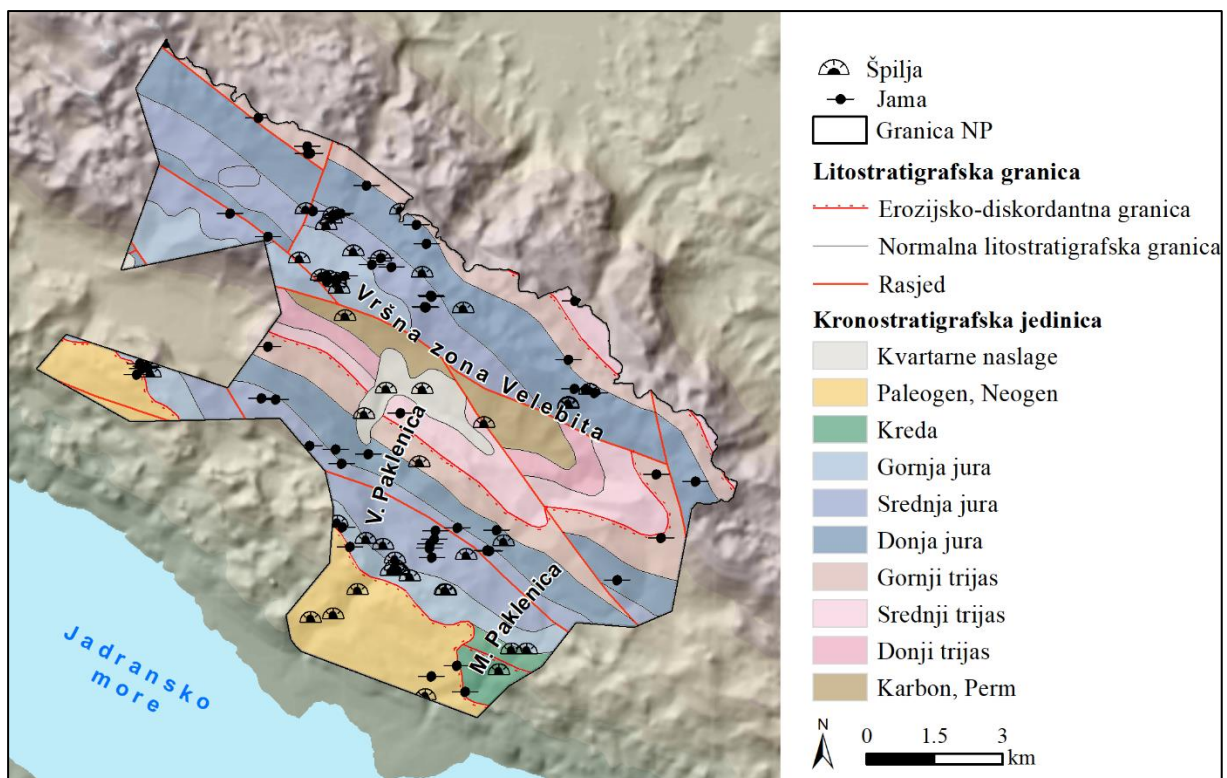 Vršna zona Velebita
V. Paklenica
M. Paklenica
Jadransko
more
Špilja
Jama
Granica NP
Litostratigrafska granica
Erozijsko-diskordantna granica
Normalna litostratigrafska granica
Rasjed
Kronostratigrafska jedinica
Kvartarne naslage
Paleogen, Neogen
Kreda
Gornja jura
Srednja jura
Donja jura
Gornji trijas
Srednji trijas
Donji trijas
Karbon, Perm
N
0 1.5 3
km